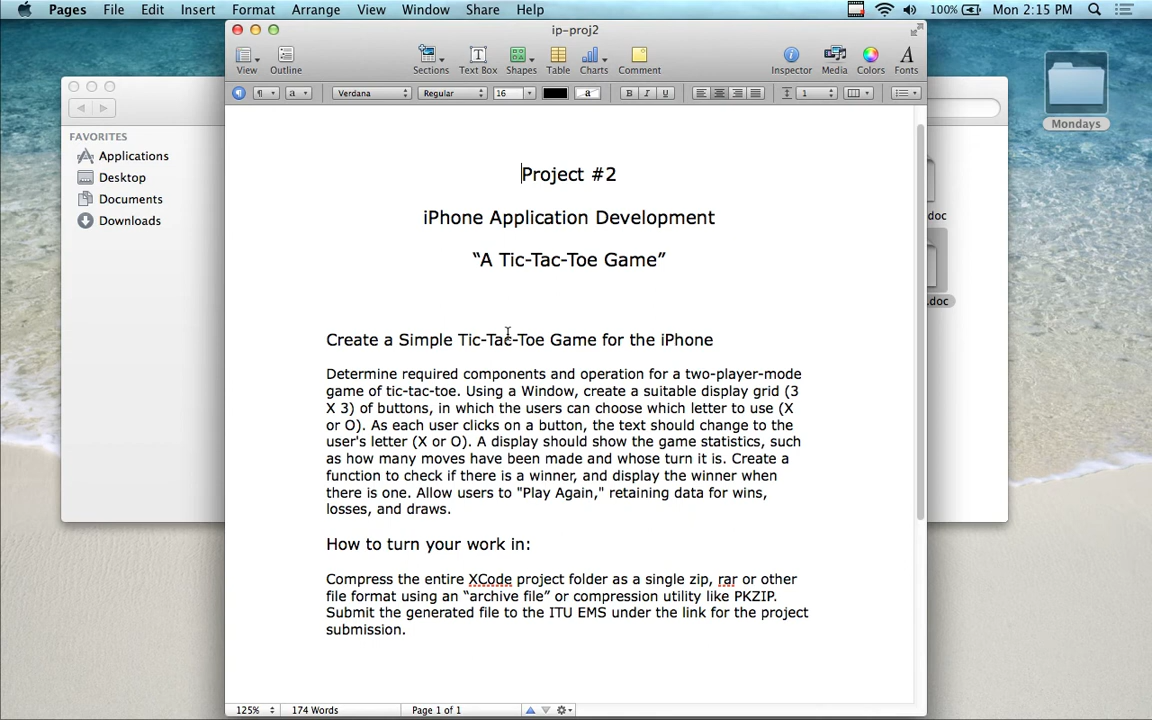 Pages File Edit Insert Format Arrange View Window Share Help 100% Mon 2:15 PM
ip-proj2
View Outline Sections Text Box Shapes Table Charts Comment Inspector Media Colors Fonts
Verdana Regular 16 a B I U 1
FAVORITES
Applications
Desktop
Documents
Downloads
Mondays
doc
.doc
Project #2
iPhone Application Development
“A Tic-Tac-Toe Game”
Create a Simple Tic-Tac-Toe Game for the iPhone
Determine required components and operation for a two-player-mode
game of tic-tac-toe. Using a Window, create a suitable display grid (3
X 3) of buttons, in which the users can choose which letter to use (X
or O). As each user clicks on a button, the text should change to the
user's letter (X or O). A display should show the game statistics, such
as how many moves have been made and whose turn it is. Create a
function to check if there is a winner, and display the winner when
there is one. Allow users to "Play Again," retaining data for wins,
losses, and draws.
How to turn your work in:
Compress the entire XCode project folder as a single zip, rar or other
file format using an “archive file” or compression utility like PKZIP.
Submit the generated file to the ITU EMS under the link for the project
submission.
125% 174 Words Page 1 of 1